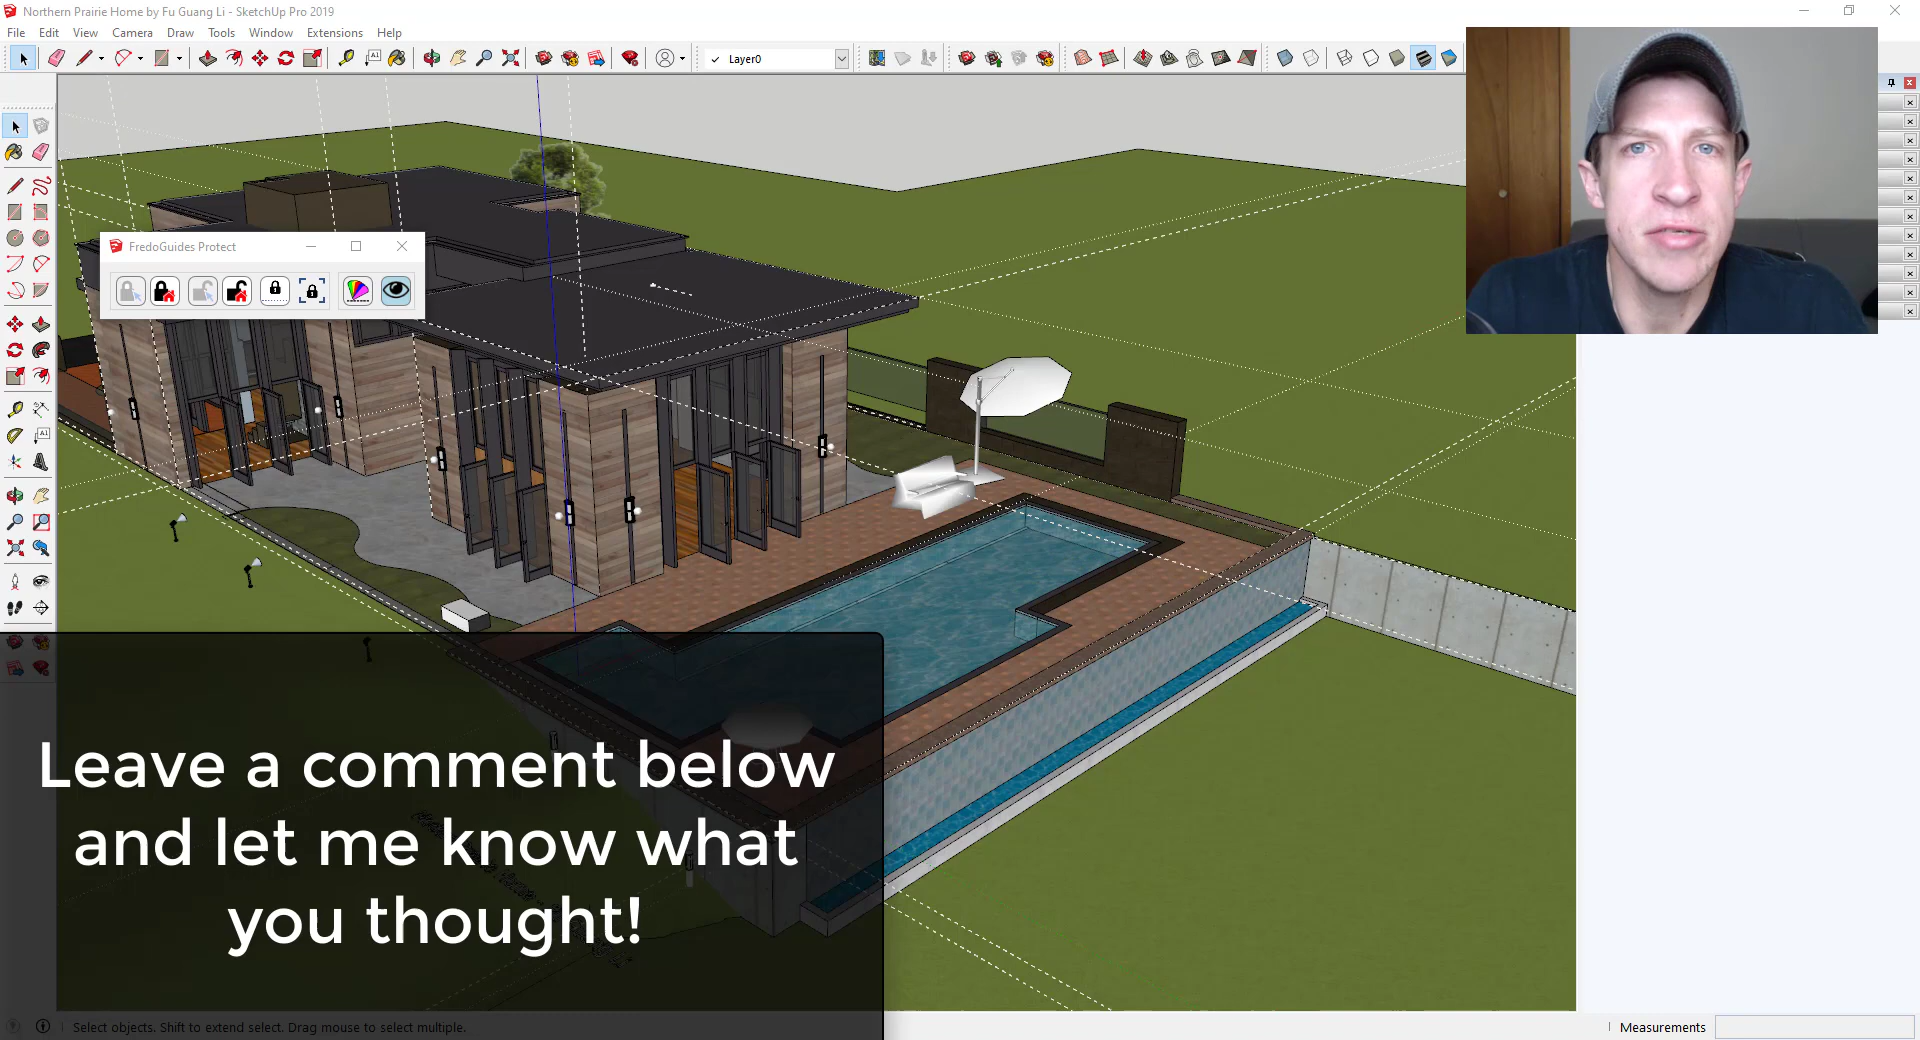 Northern Prairie Home by Fu Guang Li - SketchUp Pro 2019
File Edit View Camera Draw Tools Window Extensions Help
Layer0
FredoGuides Protect
Leave a comment below
and let me know what
you thought!
Select objects. Shift to extend select. Drag mouse to select multiple.
Measurements